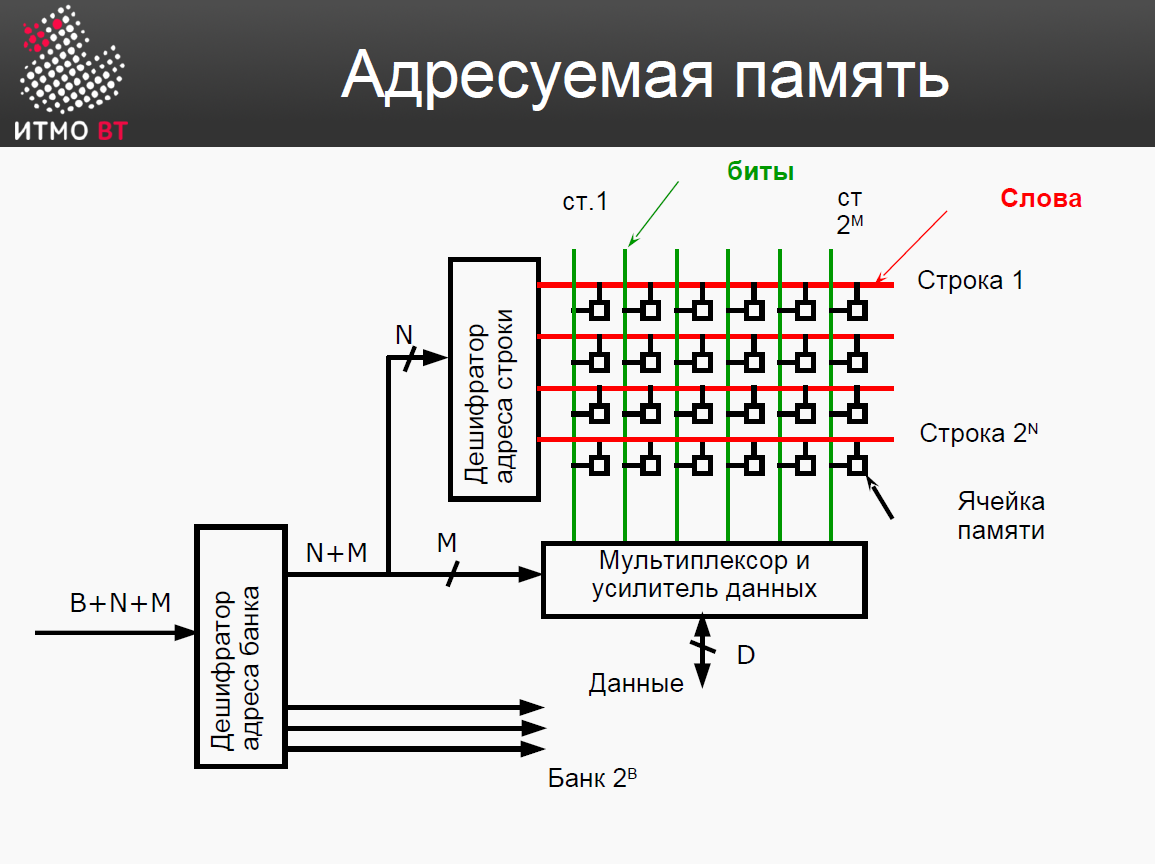 ИТМО ВТ
Адресуемая память
биты
ст.1
ст
2M
Слова
Строка 1
N
Дешифратор
адреса строки
Строка 2N
Ячейка
памяти
N+M
M
Мультиплексор и
усилитель данных
B+N+M
Дешифратор
адреса банка
D
Данные
Банк 2B